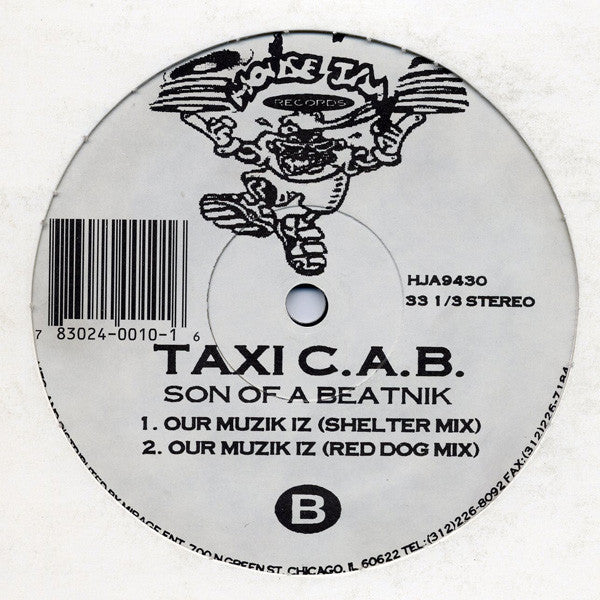 HOUSE JAM
RECORDS
HJA9430
33 1/3 STEREO
7 83024-0010-1 6
TAXI C.A.B.
SON OF A BEATNIK
1. OUR MUZIK IZ (SHELTER MIX)
2. OUR MUZIK IZ (RED DOG MIX)
B
AND DISTRIBUTED BY MIRAGE ENT. 700 N GREEN ST. CHICAGO, IL 60622 TEL:(312)226-8092 FAX:(312)226-7184